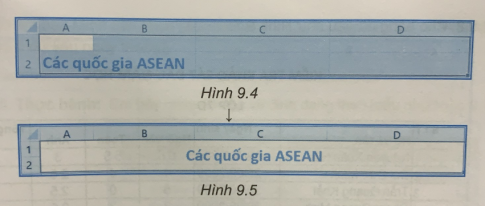 A B C D
1
2 Các quốc gia ASEAN
Hình 9.4
↓
A B C D
1
Các quốc gia ASEAN
2
Hình 9.5